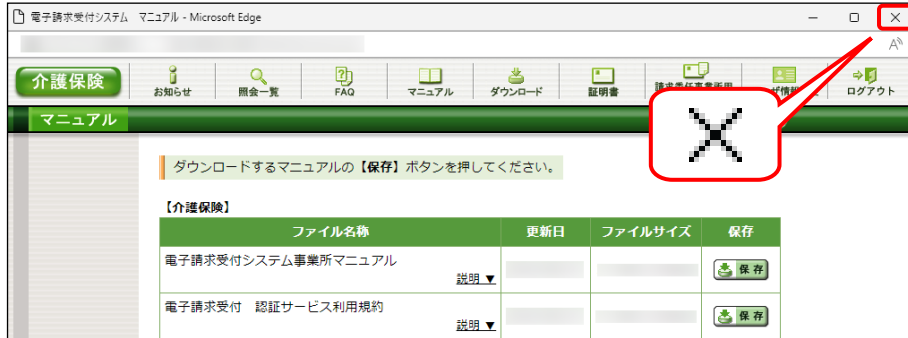 電子請求受付システム マニュアル - Microsoft Edge
介護保険
お知らせ
照会一覧
FAQ
マニュアル
ダウンロード
証明書
ログアウト
マニュアル
ダウンロードするマニュアルの【保存】ボタンを押してください。
【介護保険】
ファイル名称 更新日 ファイルサイズ 保存
電子請求受付システム事業所マニュアル
説明 ▼
保存
電子請求受付 認証サービス利用規約
説明 ▼
保存